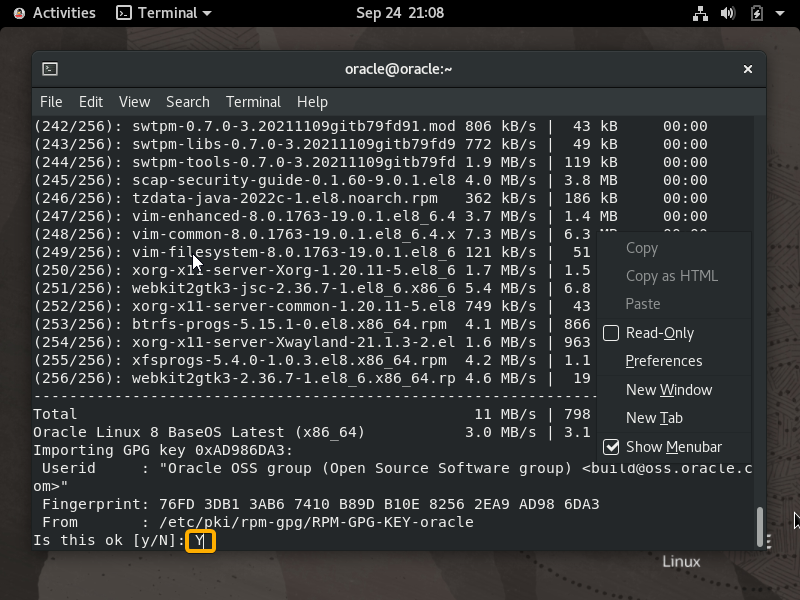 Activities Terminal Sep 24 21:08
oracle@oracle:~
File Edit View Search Terminal Help
(242/256): swtpm-0.7.0-3.20211109gitb79fd91.mod 806 kB/s | 43 kB 00:00
(243/256): swtpm-libs-0.7.0-3.20211109gitb79fd9 772 kB/s | 49 kB 00:00
(244/256): swtpm-tools-0.7.0-3.20211109gitb79fd 1.9 MB/s | 119 kB 00:00
(245/256): scap-security-guide-0.1.60-9.0.1.el8 4.0 MB/s | 3.8 MB 00:00
(246/256): tzdata-java-2022c-1.el8.noarch.rpm 362 kB/s | 186 kB 00:00
(247/256): vim-enhanced-8.0.1763-19.0.1.el8_6.4 3.7 MB/s | 1.4 MB 00:00
(248/256): vim-common-8.0.1763-19.0.1.el8_6.4.x 7.3 MB/s | 6.3
(249/256): vim-filesystem-8.0.1763-19.0.1.el8_6 121 kB/s | 51
(250/256): xorg-x11-server-Xorg-1.20.11-5.el8_6 1.7 MB/s | 1.5
(251/256): webkit2gtk3-jsc-2.36.7-1.el8_6.x86_6 5.4 MB/s | 6.8
(252/256): xorg-x11-server-common-1.20.11-5.el8 749 kB/s | 43
(253/256): btrfs-progs-5.15.1-0.el8.x86_64.rpm 4.1 MB/s | 866
(254/256): xorg-x11-server-Xwayland-21.1.3-2.el 1.6 MB/s | 963
(255/256): xfsprogs-5.4.0-1.0.3.el8.x86_64.rpm 4.2 MB/s | 1.1
(256/256): webkit2gtk3-2.36.7-1.el8_6.x86_64.rp 4.6 MB/s | 19
--------------------------------------------------------------------
Total 11 MB/s | 798
Oracle Linux 8 BaseOS Latest (x86_64) 3.0 MB/s | 3.1
Importing GPG key 0xAD986DA3:
Userid : "Oracle OSS group (Open Source Software group) <build@oss.oracle.c
om>"
Fingerprint: 76FD 3DB1 3AB6 7410 B89D B10E 8256 2EA9 AD98 6DA3
From : /etc/pki/rpm-gpg/RPM-GPG-KEY-oracle
Is this ok [y/N]: Y
Copy
Copy as HTML
Paste
Read-Only
Preferences
New Window
New Tab
Show Menubar
Linux